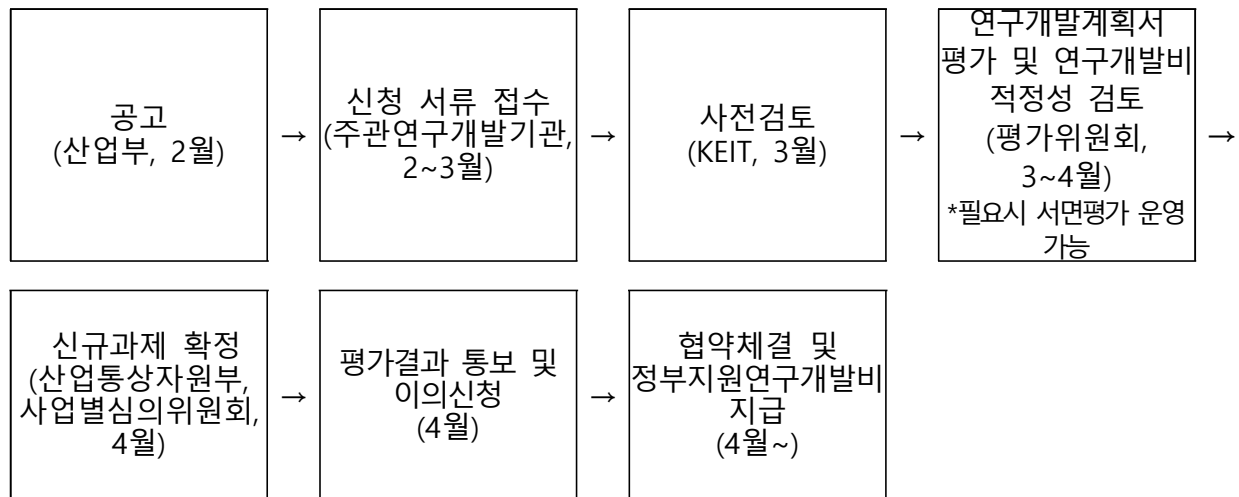 공고
(산업부, 2월)
→
신청 서류 접수
(주관연구개발기관,
2~3월)
→
사전검토
(KEIT, 3월)
→
연구개발계획서
평가 및 연구개발비
적정성 검토
(평가위원회,
3~4월)
*필요시 서면평가 운영
가능
→
신규과제 확정
(산업통상자원부,
사업별심의위원회,
4월)
→
평가결과 통보 및
이의신청
(4월)
→
협약체결 및
정부지원연구개발비
지급
(4월~)